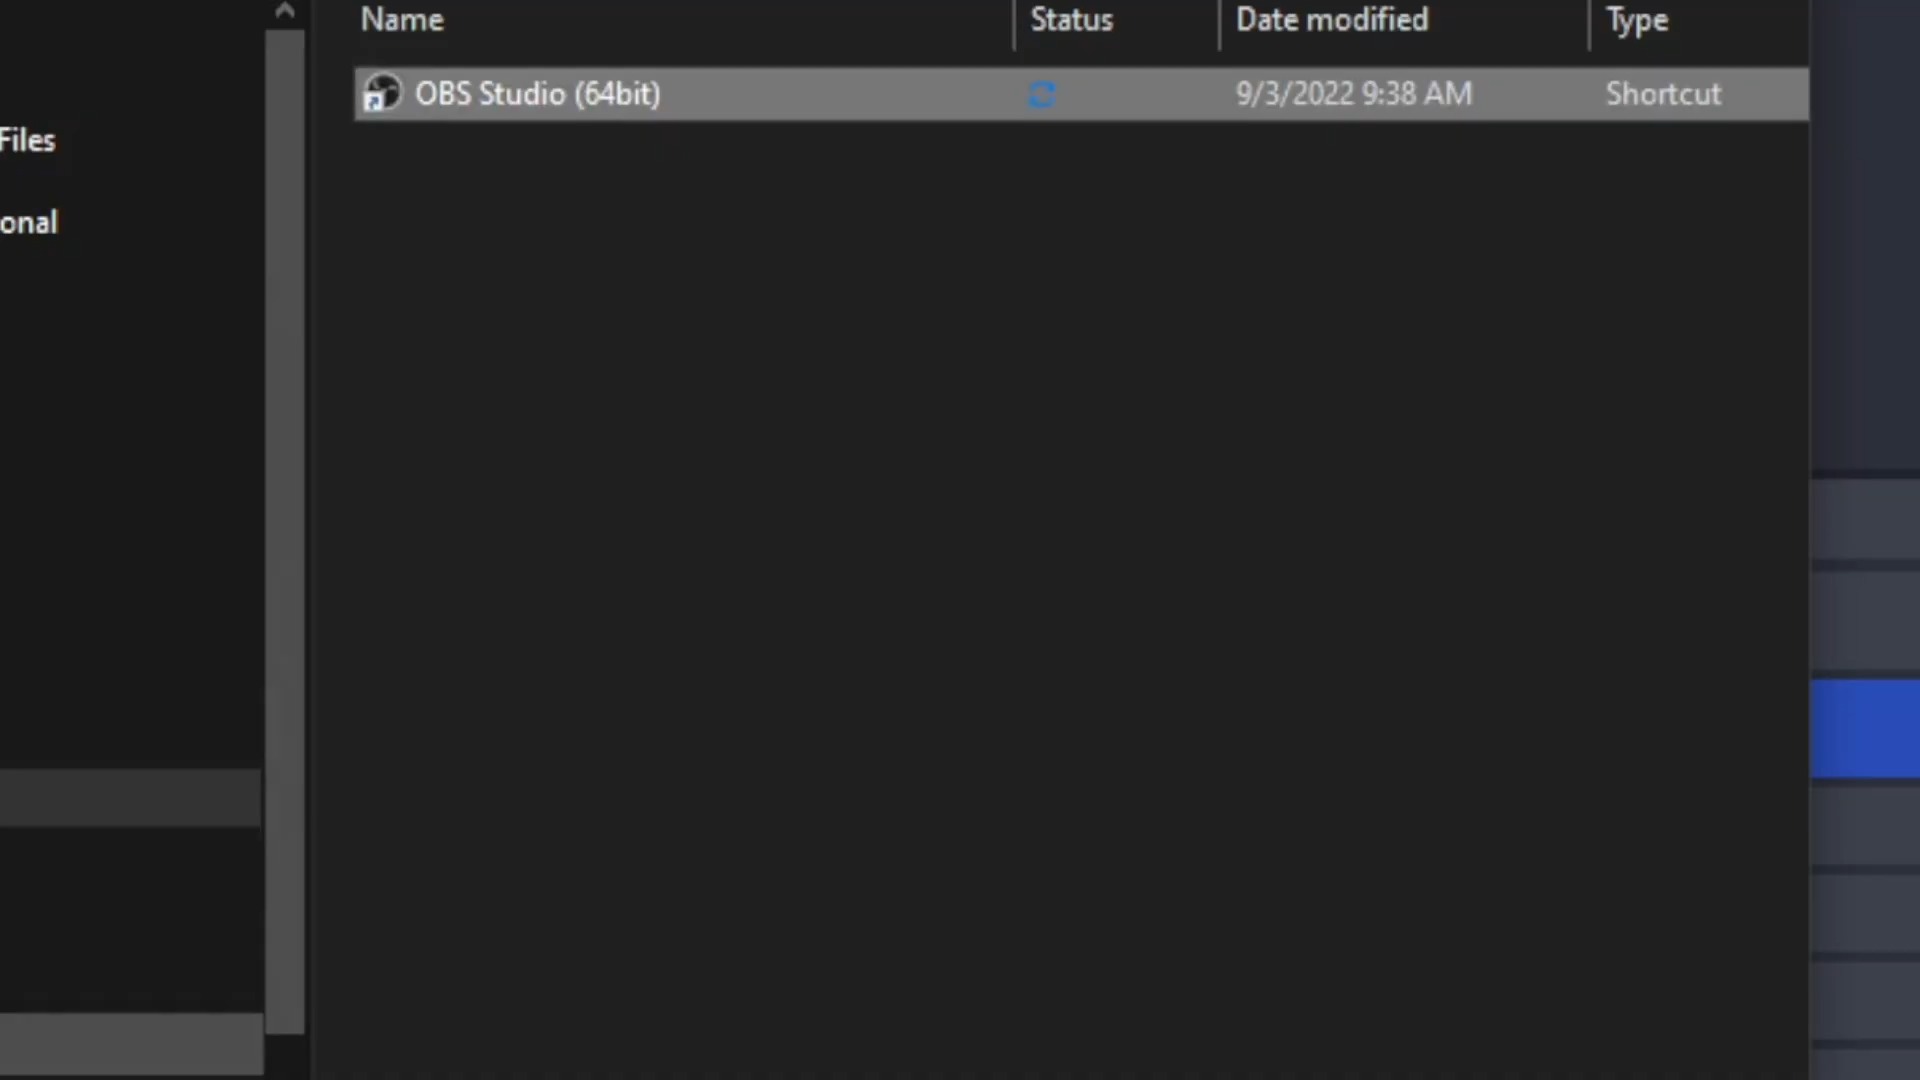 Name Status Date modified Type
OBS Studio (64bit) 9/3/2022 9:38 AM Shortcut
Files
onal